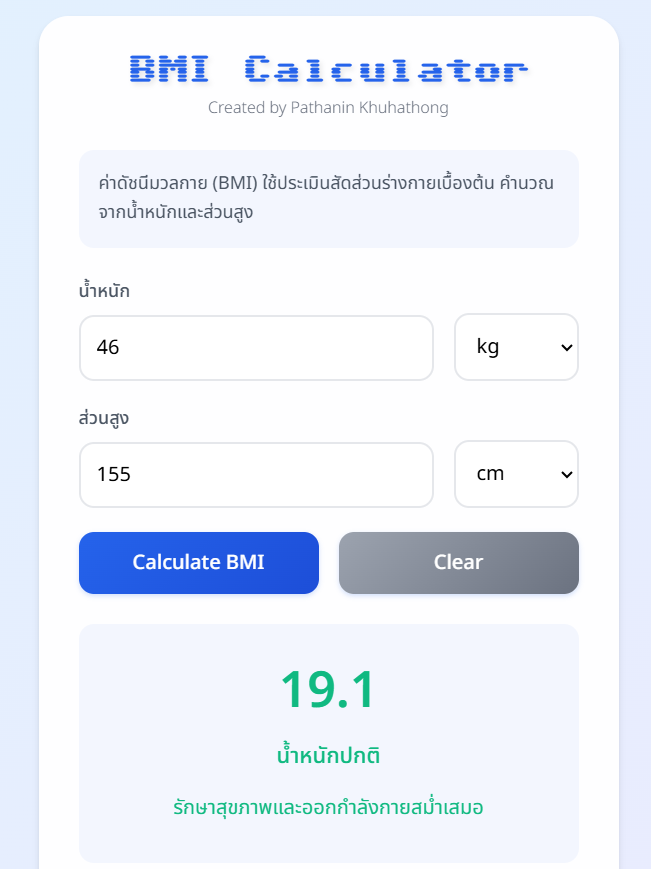 BMI Calculator
Created by Pathanin Khuhathong
ค่าดัชนีมวลกาย (BMI) ใช้ประเมินสัดส่วนร่างกายเบื้องต้น คำนวณ
จากน้ำหนักและส่วนสูง
น้ำหนัก
46
kg
ส่วนสูง
155
cm
Calculate BMI
Clear
19.1
น้ำหนักปกติ
รักษาสุขภาพและออกกำลังกายสม่ำเสมอ